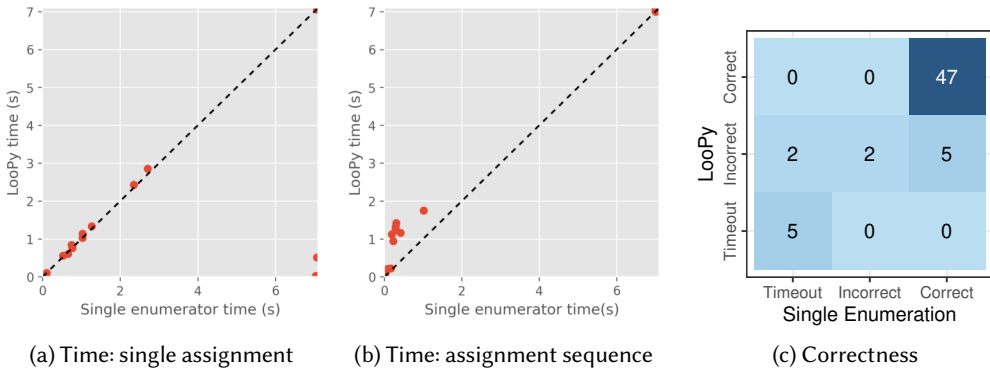 7
6
5
4
3
2
1
0
LooPy time (s)
0 2 4 6
Single enumerator time (s)
(a) Time: single assignment
7
6
5
4
3
2
1
0
LooPy time (s)
0 2 4 6
Single enumerator time(s)
(b) Time: assignment sequence
LooPy
Correct
0 0 47
Incorrect
2 2 5
Timeout
5 0 0
Timeout Incorrect Correct
Single Enumeration
(c) Correctness